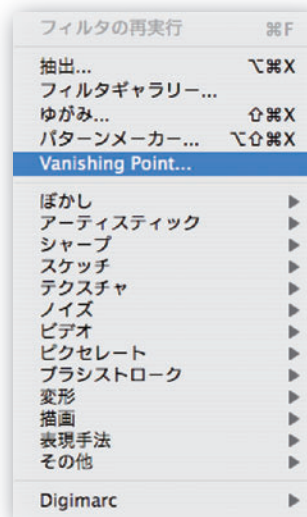 フィルタの再実行 ⌘F
抽出... ⌥⌘X
フィルタギャラリー...
ゆがみ... ⇧⌘X
パターンメーカー... ⌥⇧⌘X
Vanishing Point...
ぼかし ▶
アーティスティック ▶
シャープ ▶
スケッチ ▶
テクスチャ ▶
ノイズ ▶
ビデオ ▶
ピクセレート ▶
ブラシストローク ▶
変形 ▶
描画 ▶
表現手法 ▶
その他 ▶
Digimarc ▶